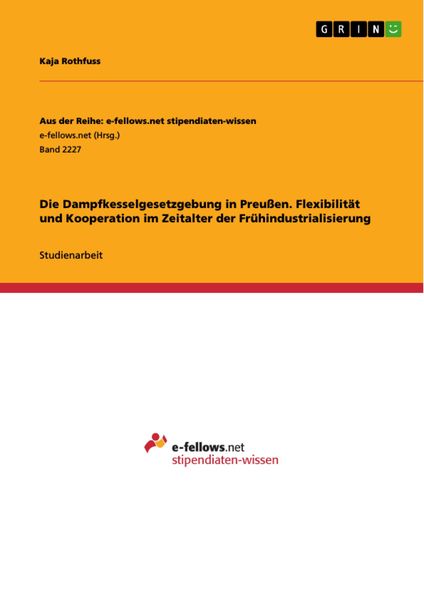 GRIN
Kaja Rothfuss
Aus der Reihe: e-fellows.net stipendiaten-wissen
e-fellows.net (Hrsg.)
Band 2227
Die Dampfkesselgesetzgebung in Preußen. Flexibilität
und Kooperation im Zeitalter der Frühindustrialisierung
Studienarbeit
e-fellows.net
stipendiaten-wissen